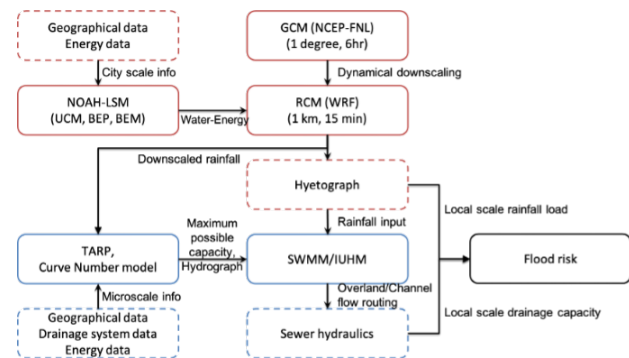 Geographical data
Energy data
GCM (NCEP-FNL)
(1 degree, 6hr)
City scale info
Dynamical downscaling
NOAH-LSM
(UCM, BEP, BEM)
Water-Energy
RCM (WRF)
(1 km, 15 min)
Downscaled rainfall
Hyetograph
Maximum
possible
capacity,
Hydrograph
Rainfall input
Local scale rainfall load
TARP,
Curve Number model
SWMM/IUHM
Flood risk
Microscale info
Overland/Channel
flow routing
Local scale drainage capacity
Geographical data
Drainage system data
Energy data
Sewer hydraulics